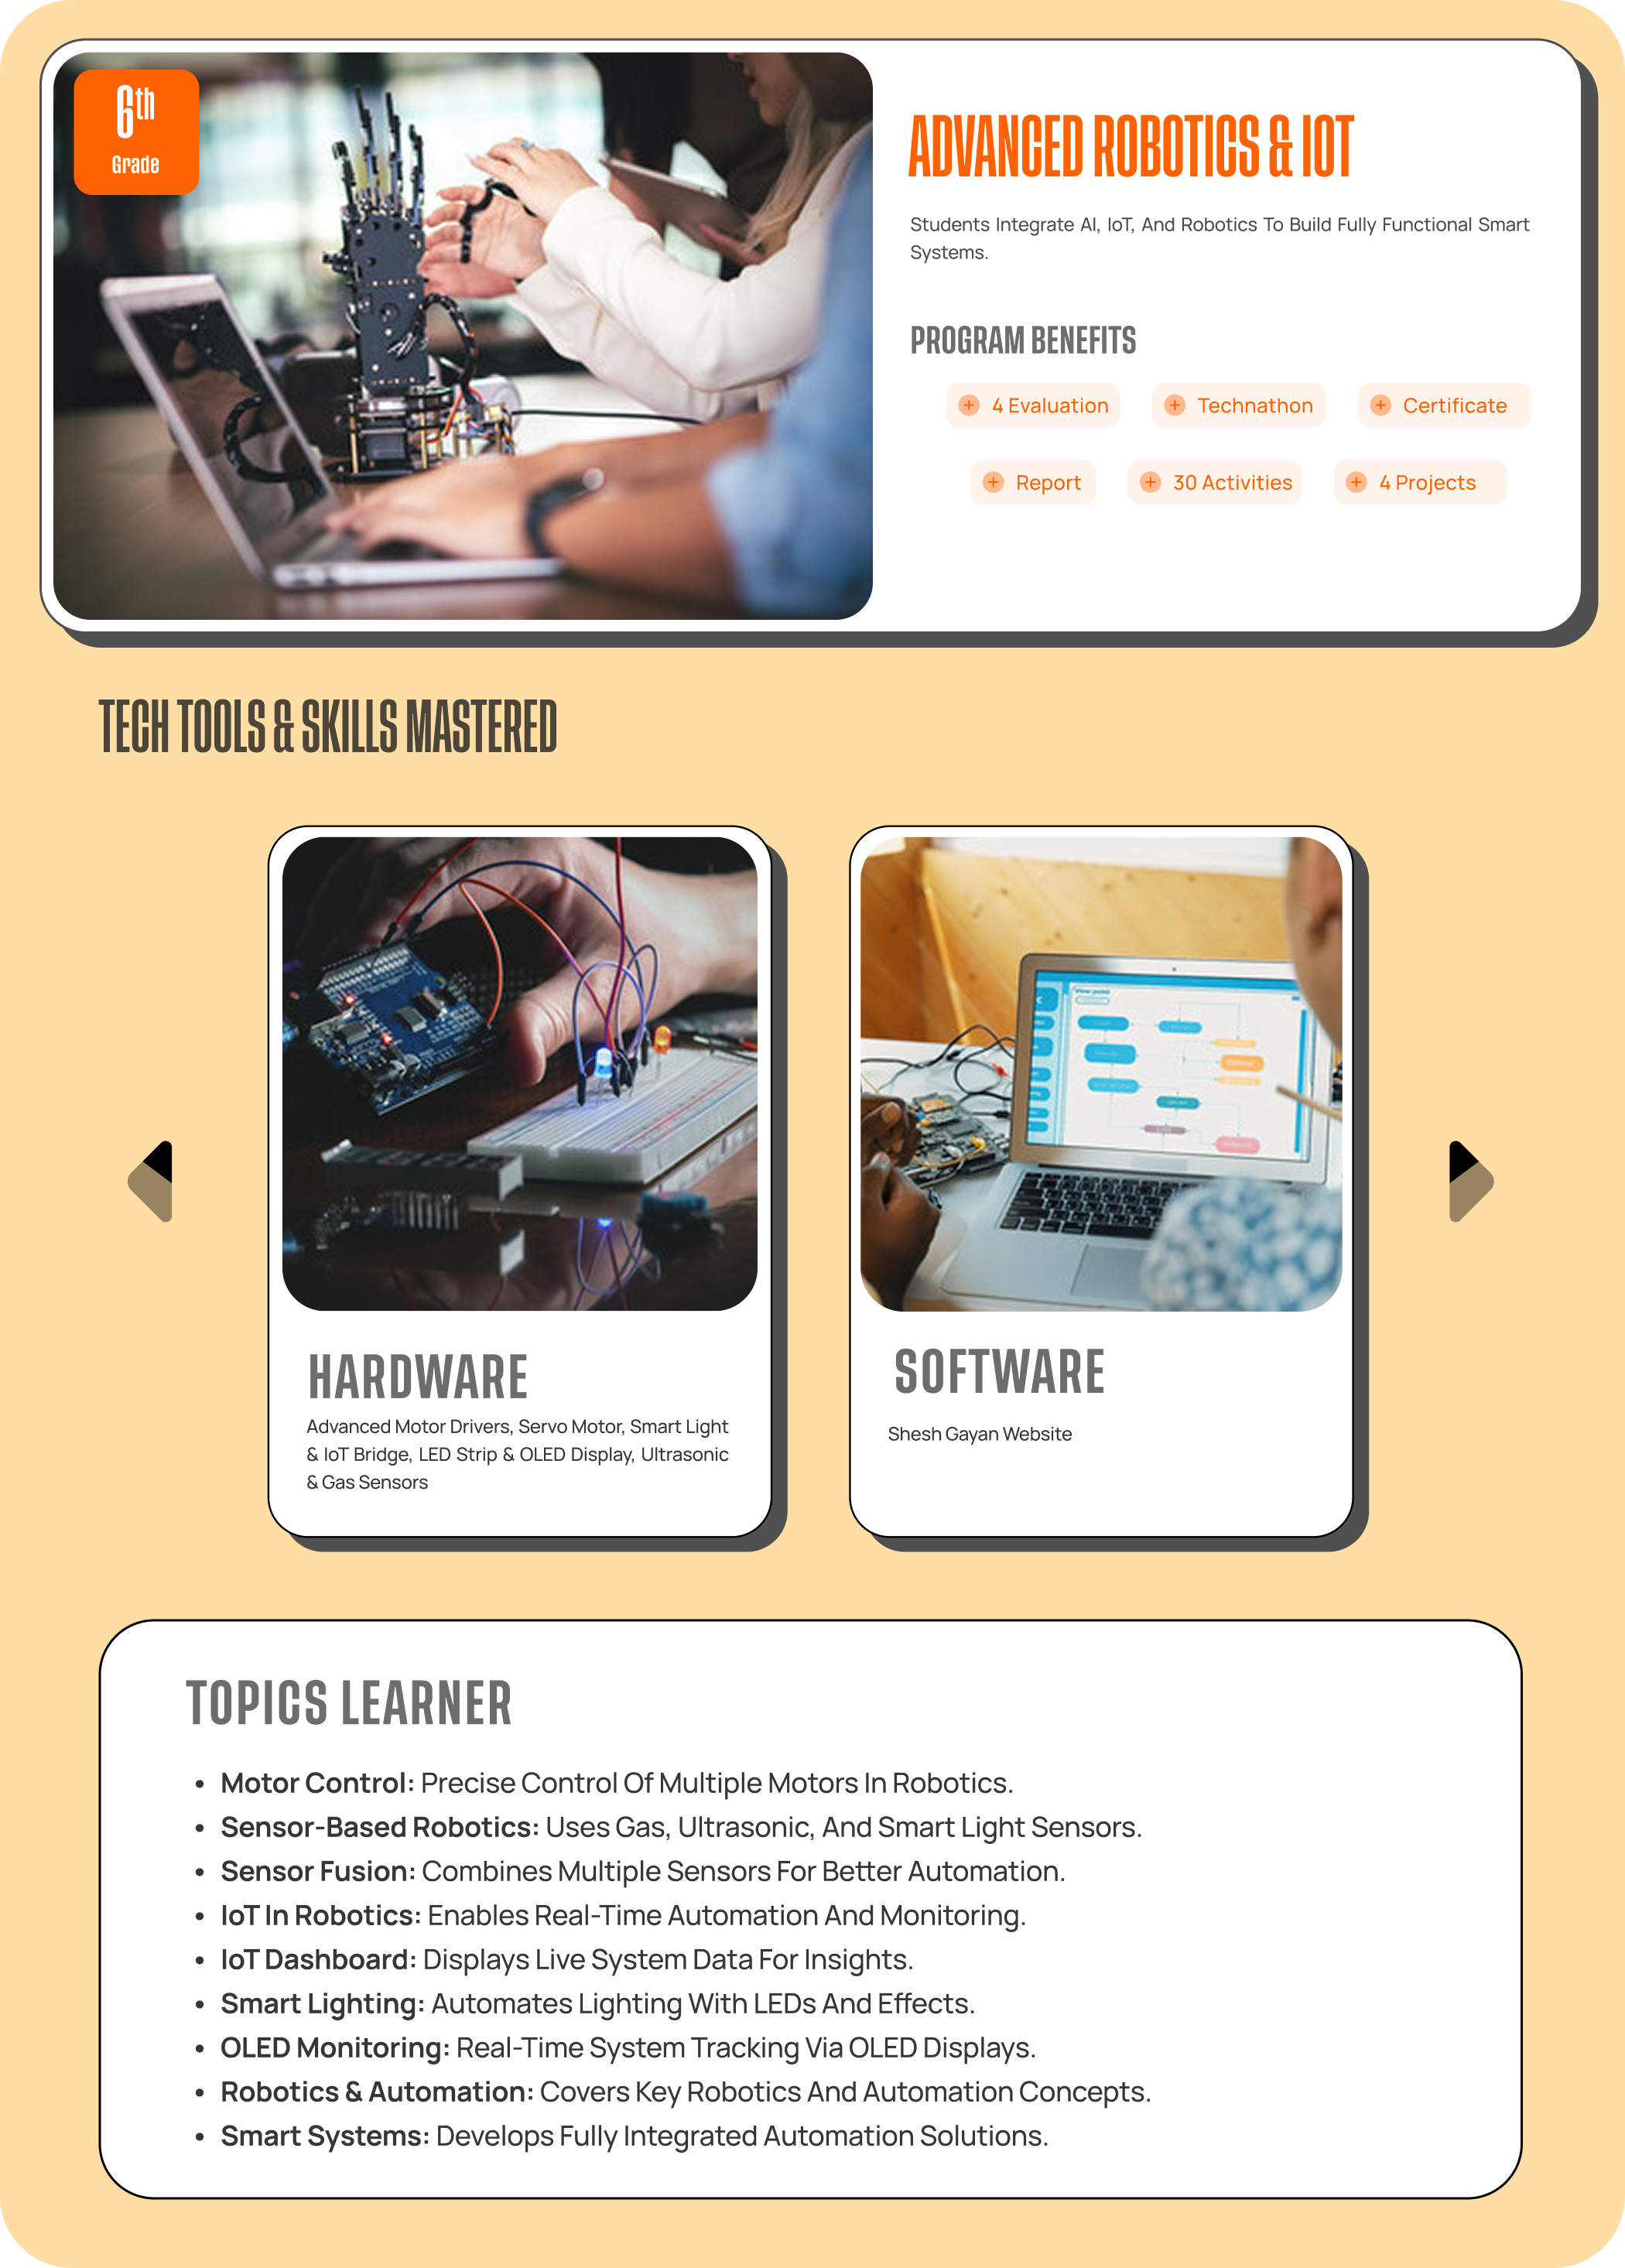 6th
Grade
ADVANCED ROBOTICS & IOT
Students Integrate AI, IoT, And Robotics To Build Fully Functional Smart
Systems.
PROGRAM BENEFITS
4 Evaluation
Technathon
Certificate
Report
30 Activities
4 Projects
TECH TOOLS & SKILLS MASTERED
View point
HARDWARE
Advanced Motor Drivers, Servo Motor, Smart Light
& IoT Bridge, LED Strip & OLED Display, Ultrasonic
& Gas Sensors
SOFTWARE
Shesh Gayan Website
TOPICS LEARNER
• Motor Control: Precise Control Of Multiple Motors In Robotics.
• Sensor-Based Robotics: Uses Gas, Ultrasonic, And Smart Light Sensors.
• Sensor Fusion: Combines Multiple Sensors For Better Automation.
• IoT In Robotics: Enables Real-Time Automation And Monitoring.
• IoT Dashboard: Displays Live System Data For Insights.
• Smart Lighting: Automates Lighting With LEDs And Effects.
• OLED Monitoring: Real-Time System Tracking Via OLED Displays.
• Robotics & Automation: Covers Key Robotics And Automation Concepts.
• Smart Systems: Develops Fully Integrated Automation Solutions.